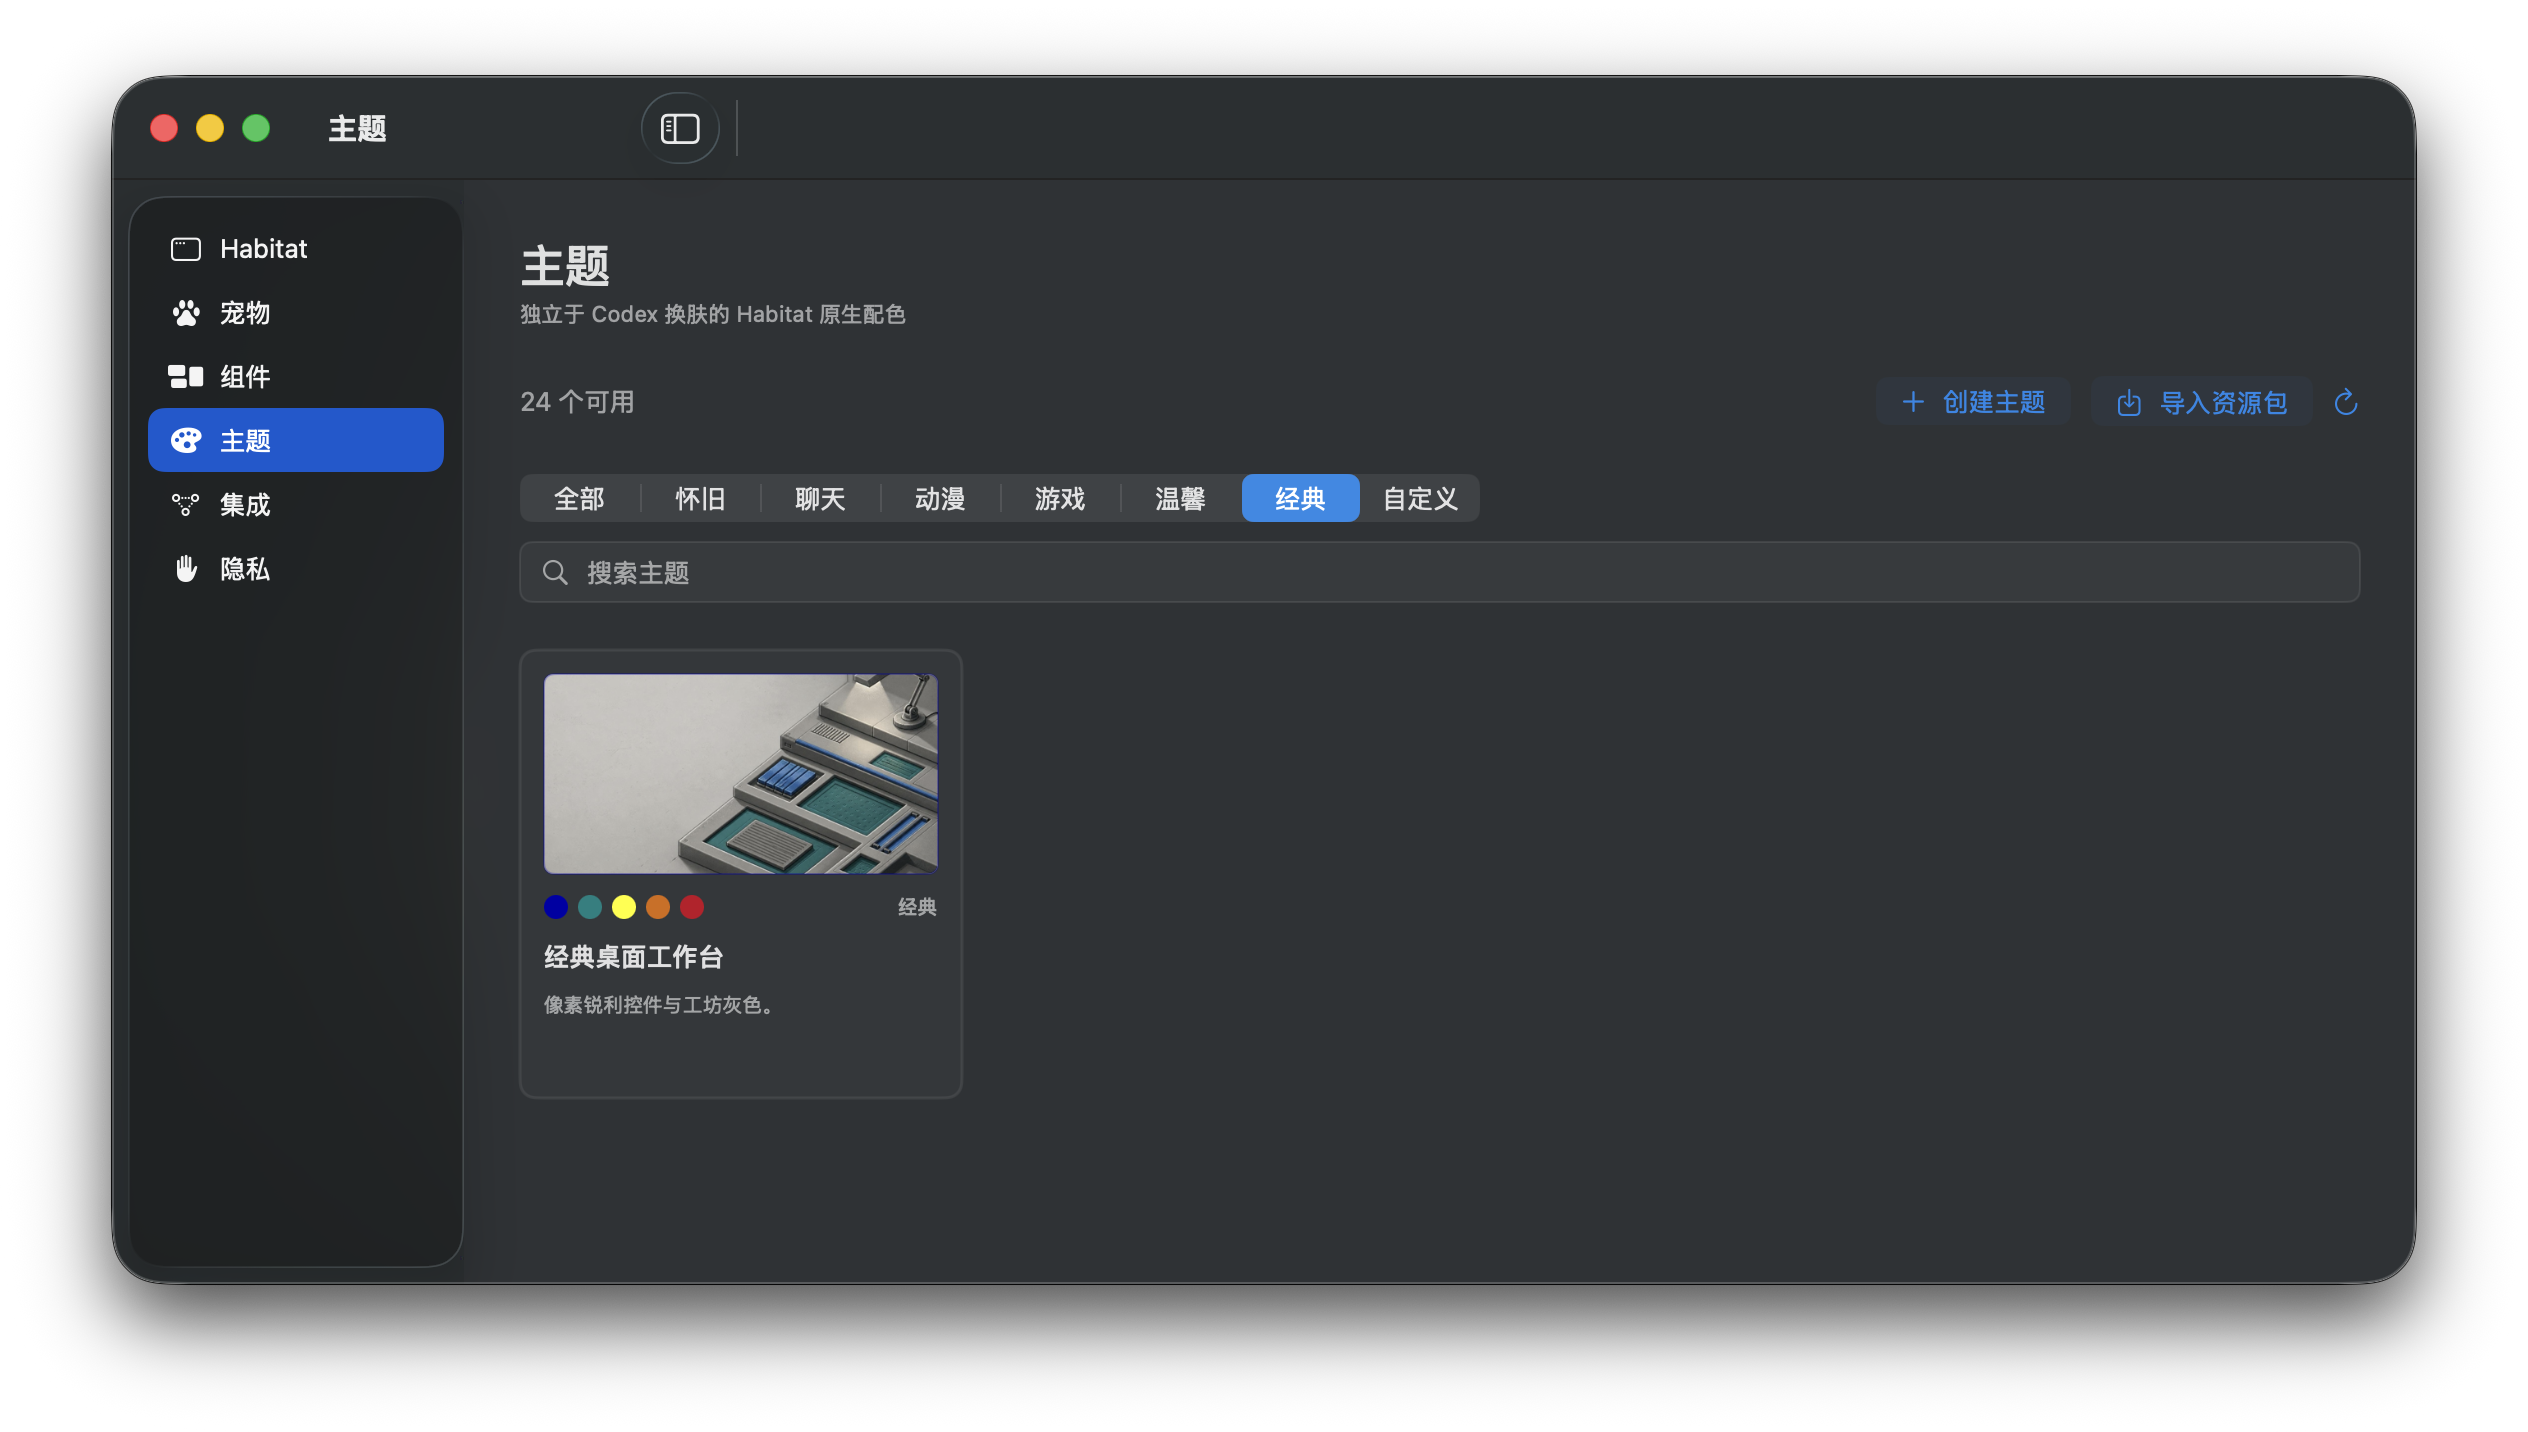 主题
Habitat
宠物
组件
主题
集成
隐私
主题
独立于 Codex 换肤的 Habitat 原生配色
24 个可用
创建主题
导入资源包
全部 怀旧 聊天 动漫 游戏 温馨 经典 自定义
搜索主题
经典
经典桌面工作台
像素锐利控件与工坊灰色。